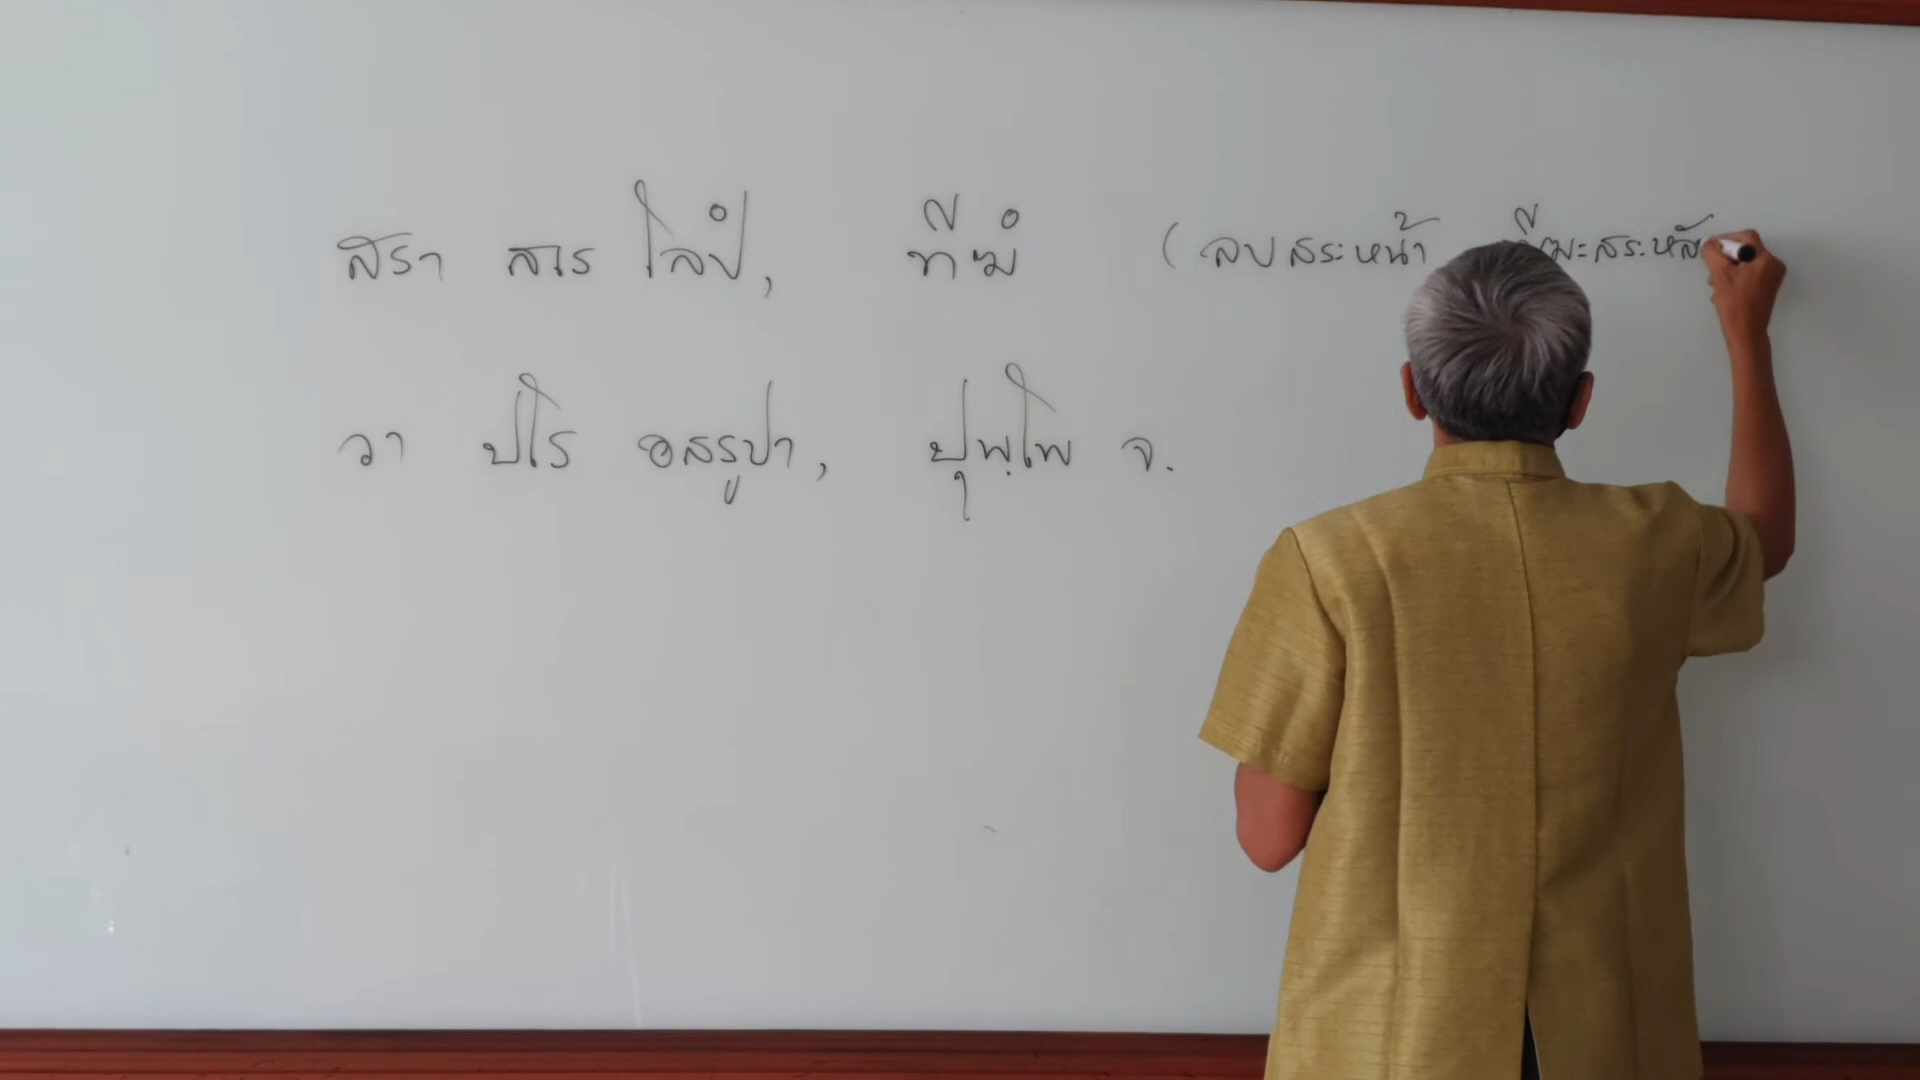 สรา สเร โลปํ, ทีฆํ (ลบสระหน้า ทีฆะสระหลัง
วา ปโร อสรูปา, ปุพฺโพ จ.